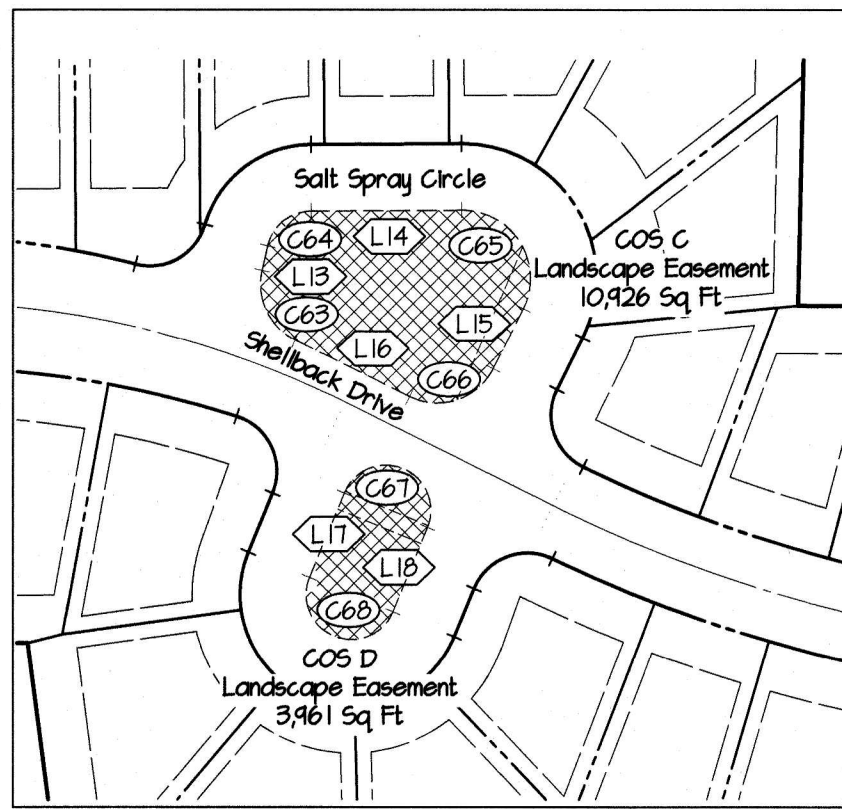 Salt Spray Circle
C64
L14
C65
COS C
Landscape Easement
10,926 Sq Ft
L13
C63
L15
L16
Shellback Drive
C66
C67
L17
L18
C68
COS D
Landscape Easement
3,961 Sq Ft